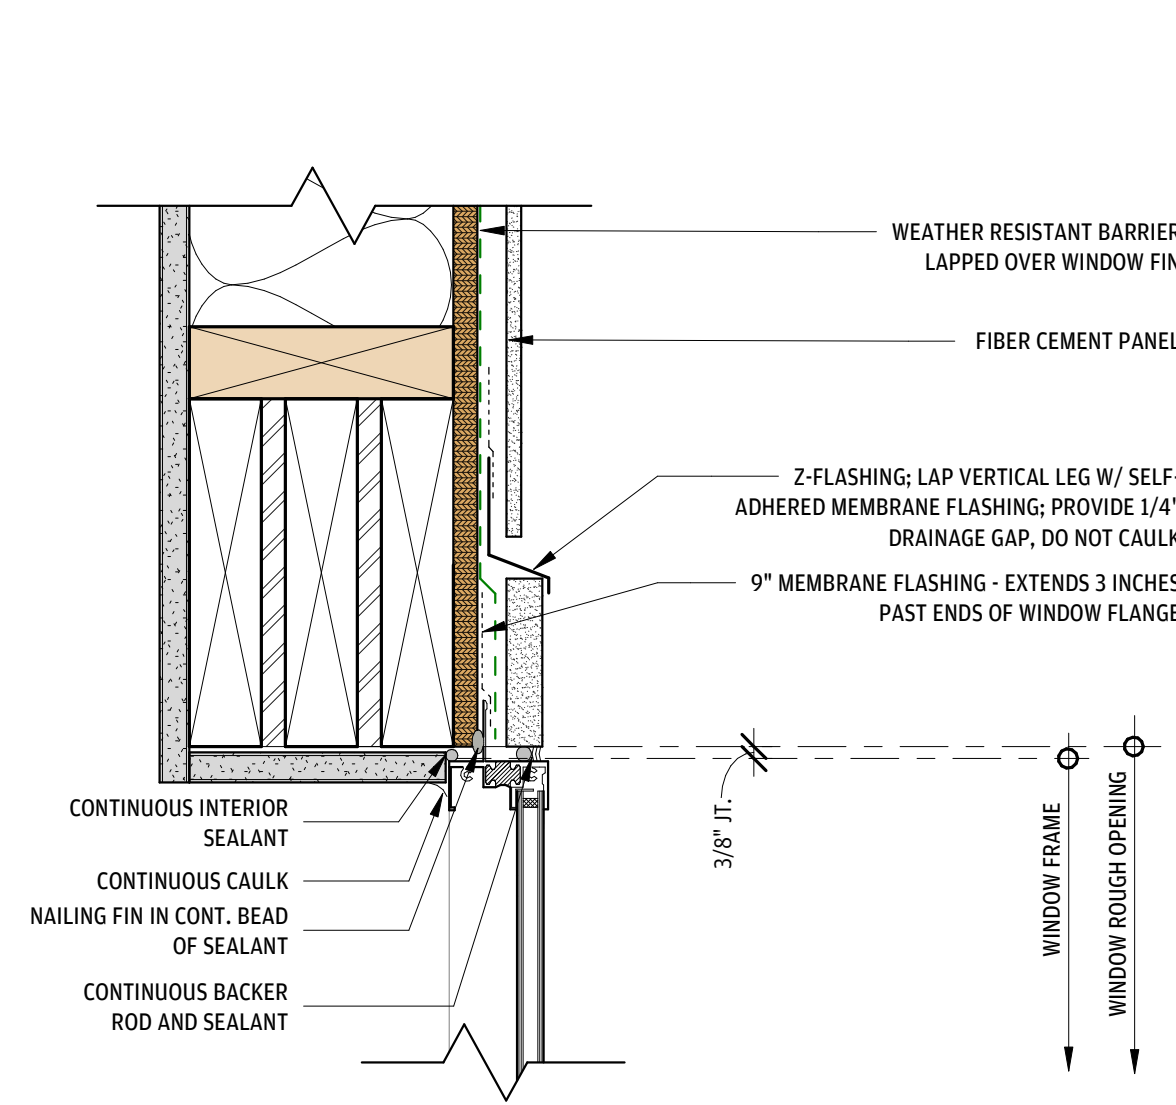 WEATHER RESISTANT BARRIER
LAPPED OVER WINDOW FIN
FIBER CEMENT PANEL
Z-FLASHING; LAP VERTICAL LEG W/ SELF-
ADHERED MEMBRANE FLASHING; PROVIDE 1/4"
DRAINAGE GAP, DO NOT CAULK
9" MEMBRANE FLASHING - EXTENDS 3 INCHES
PAST ENDS OF WINDOW FLANGE
CONTINUOUS INTERIOR
SEALANT
CONTINUOUS CAULK
NAILING FIN IN CONT. BEAD
OF SEALANT
CONTINUOUS BACKER
ROD AND SEALANT
3/8" JT.
WINDOW FRAME
WINDOW ROUGH OPENING